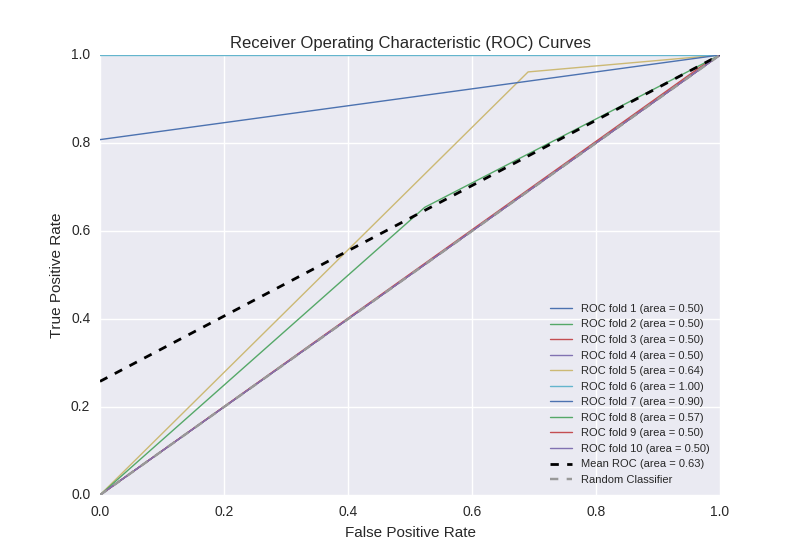 Receiver Operating Characteristic (ROC) Curves
1.0
0.8
0.6
0.4
0.2
0.0
True Positive Rate
ROC fold 1 (area = 0.50)
ROC fold 2 (area = 0.50)
ROC fold 3 (area = 0.50)
ROC fold 4 (area = 0.50)
ROC fold 5 (area = 0.64)
ROC fold 6 (area = 1.00)
ROC fold 7 (area = 0.90)
ROC fold 8 (area = 0.57)
ROC fold 9 (area = 0.50)
ROC fold 10 (area = 0.50)
Mean ROC (area = 0.63)
Random Classifier
0.0 0.2 0.4 0.6 0.8 1.0
False Positive Rate